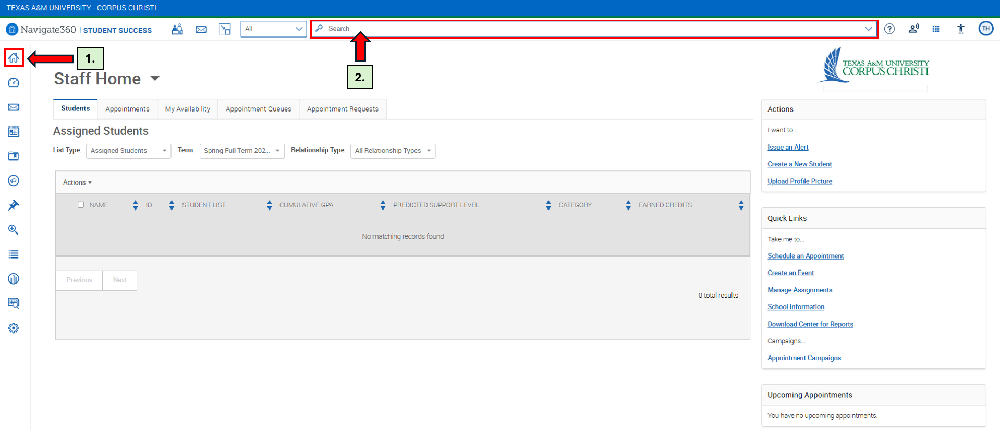 TEXAS A&M UNIVERSITY - CORPUS CHRISTI
Navigate360 | STUDENT SUCCESS
All
Search
TH
1.
2.
TEXAS A&M UNIVERSITY
CORPUS CHRISTI
Staff Home
Students
Appointments
My Availability
Appointment Queues
Appointment Requests
Assigned Students
List Type: Assigned Students
Term: Spring Full Term 202...
Relationship Type: All Relationship Types
Actions
NAME
ID
STUDENT LIST
CUMULATIVE GPA
PREDICTED SUPPORT LEVEL
CATEGORY
EARNED CREDITS
No matching records found
Previous
Next
0 total results
Actions
I want to...
Issue an Alert
Create a New Student
Upload Profile Picture
Quick Links
Take me to...
Schedule an Appointment
Create an Event
Manage Assignments
School Information
Download Center for Reports
Campaigns...
Appointment Campaigns
Upcoming Appointments
You have no upcoming appointments.